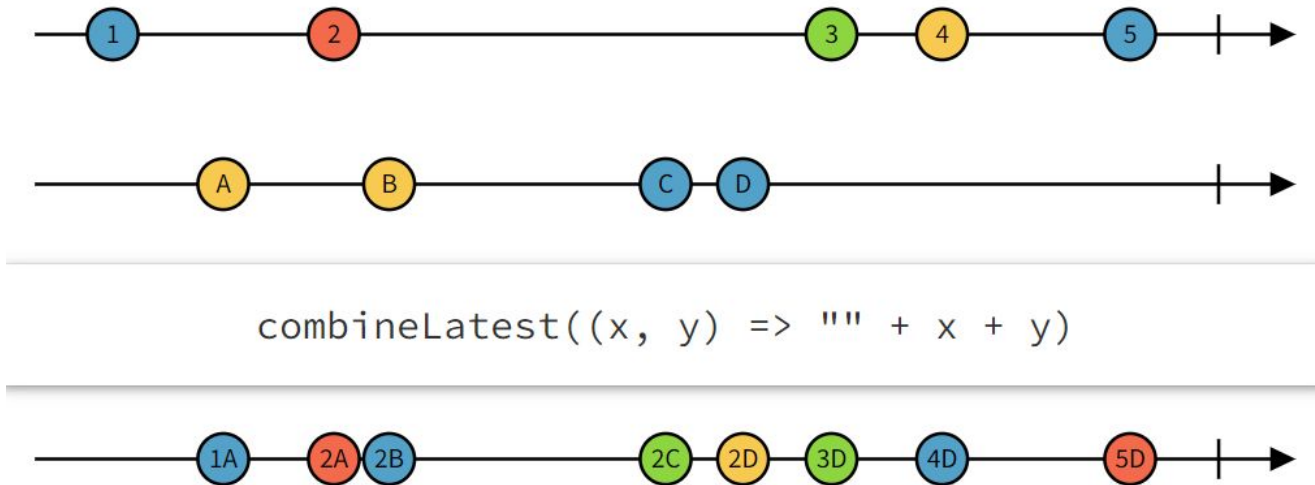 1 2 3 4 5
A B C D
combineLatest((x, y) => "" + x + y)
1A 2A 2B 2C 2D 3D 4D 5D